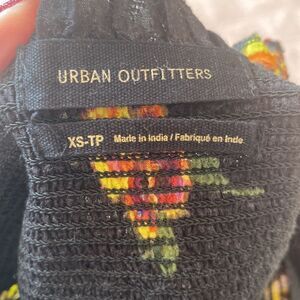 URBAN OUTFITTERS
XS-TP Made in India / Fabriqué en Inde